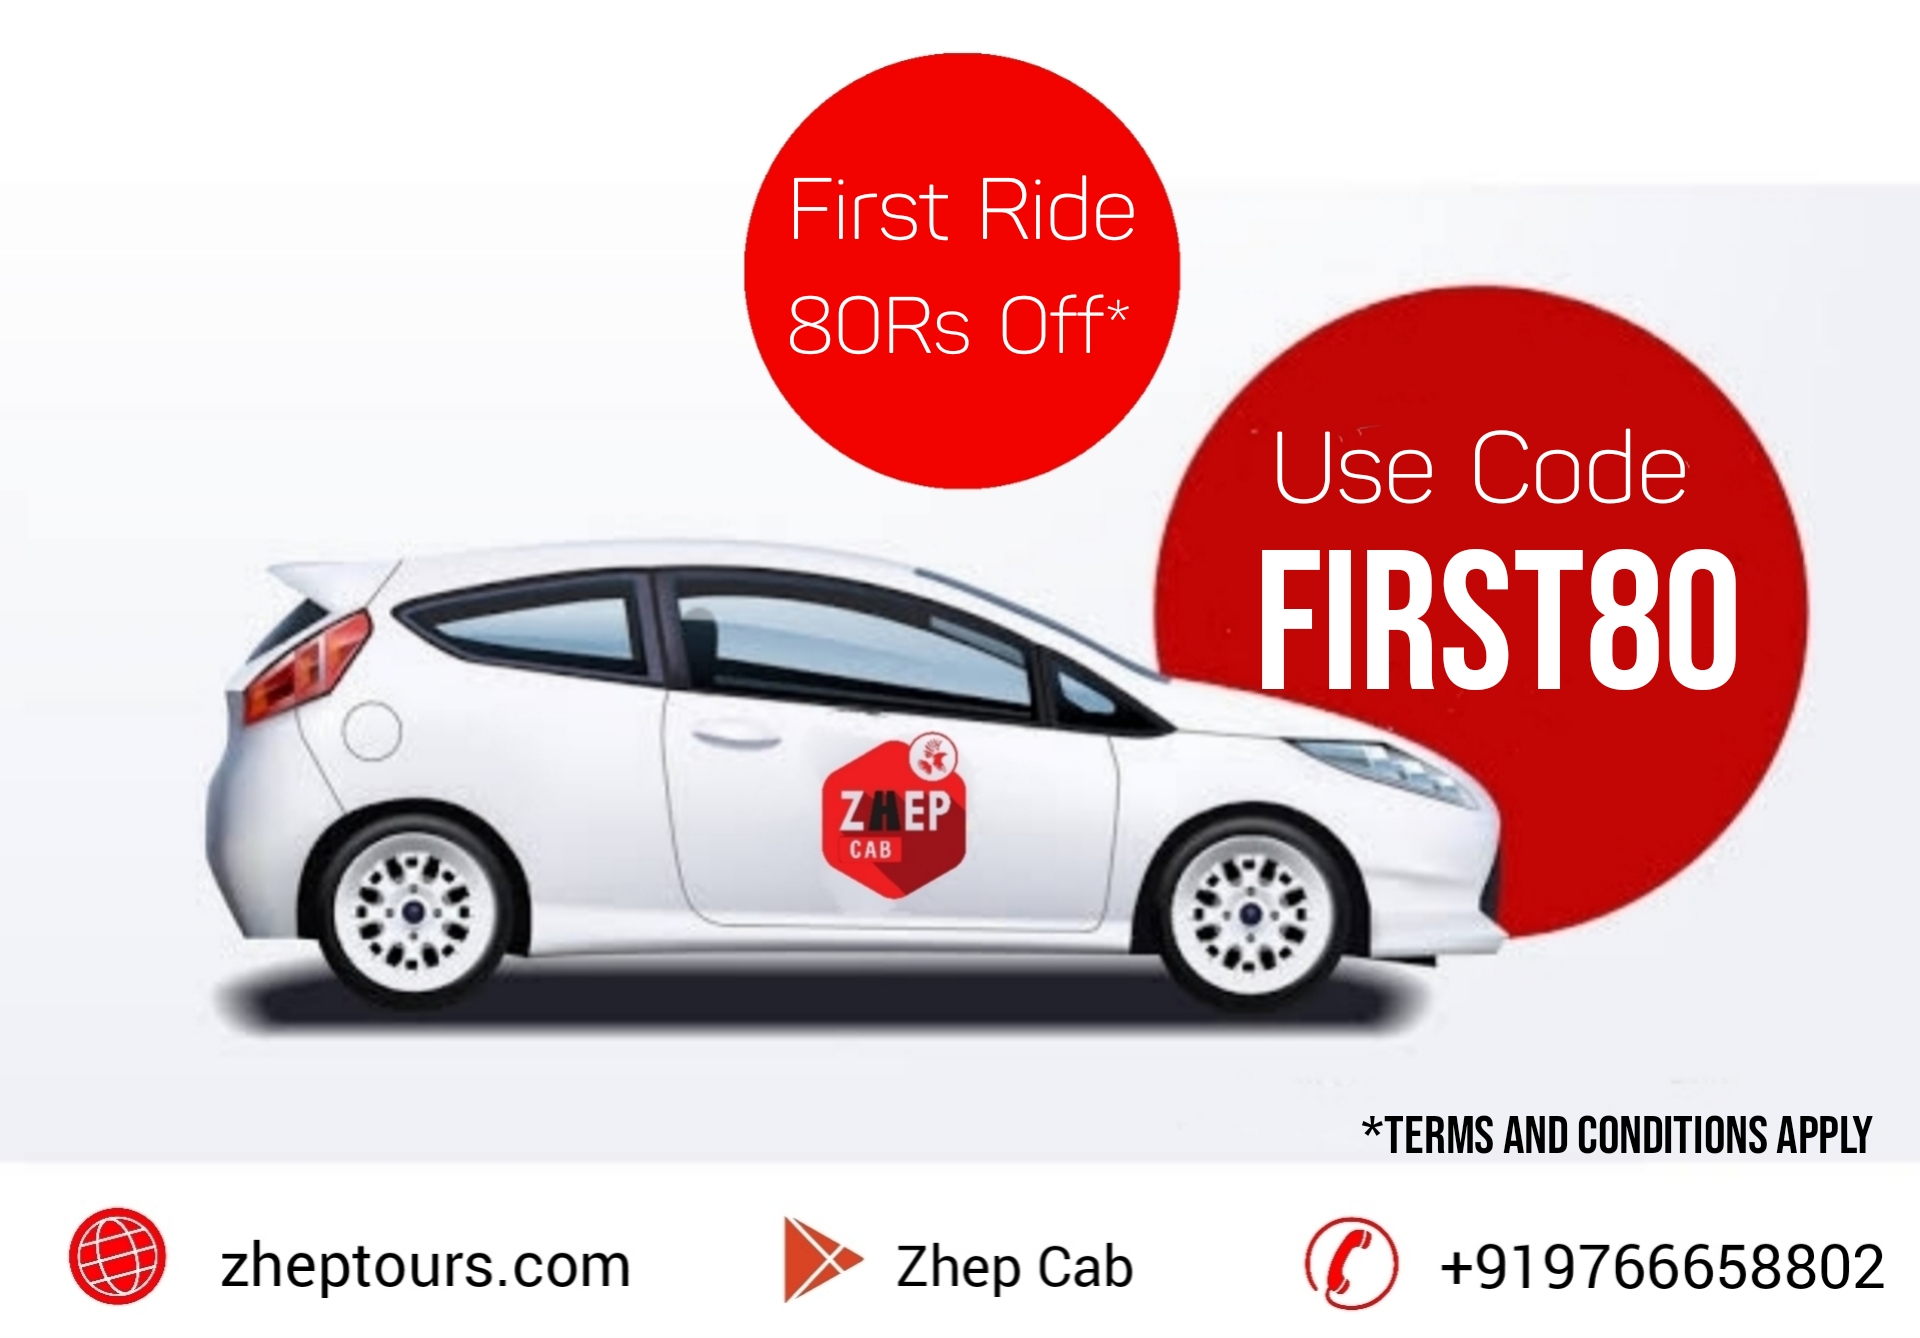 First Ride
80Rs Off*
Use Code
FIRST80
ZHEP
CAB
*TERMS AND CONDITIONS APPLY
zheptours.com
Zhep Cab
+919766658802